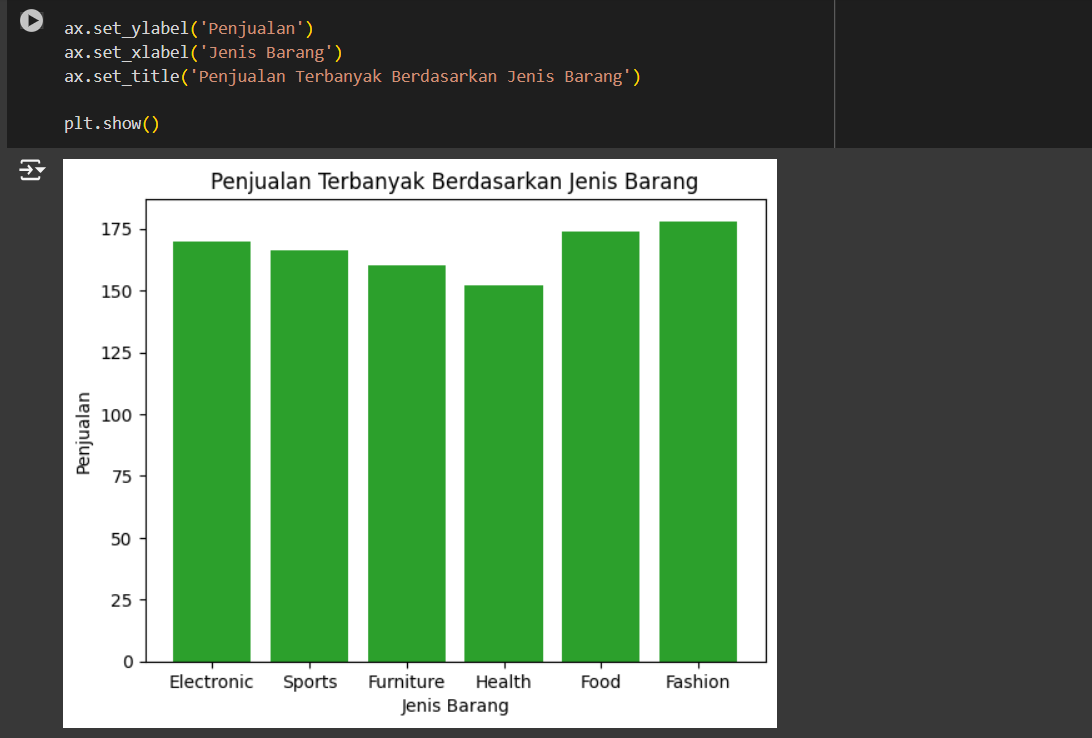 ax.set_ylabel('Penjualan')
ax.set_xlabel('Jenis Barang')
ax.set_title('Penjualan Terbanyak Berdasarkan Jenis Barang')
plt.show()
Penjualan Terbanyak Berdasarkan Jenis Barang
175
150
125
100
75
50
25
0
Penjualan
Electronic Sports Furniture Health Food Fashion
Jenis Barang